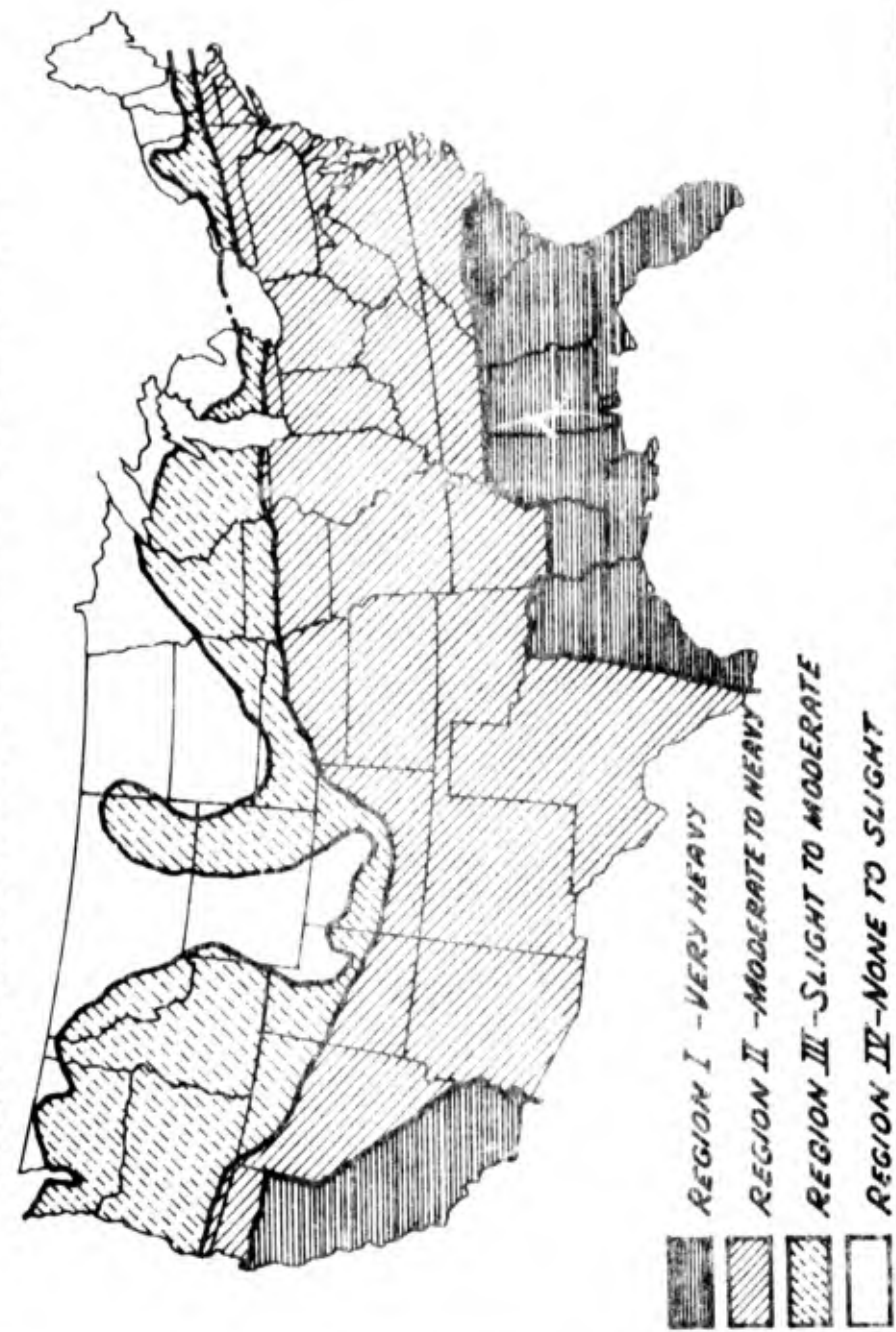 REGION I - VERY HEAVY
REGION II - MODERATE TO HEAVY
REGION III - SLIGHT TO MODERATE
REGION IV - NONE TO SLIGHT